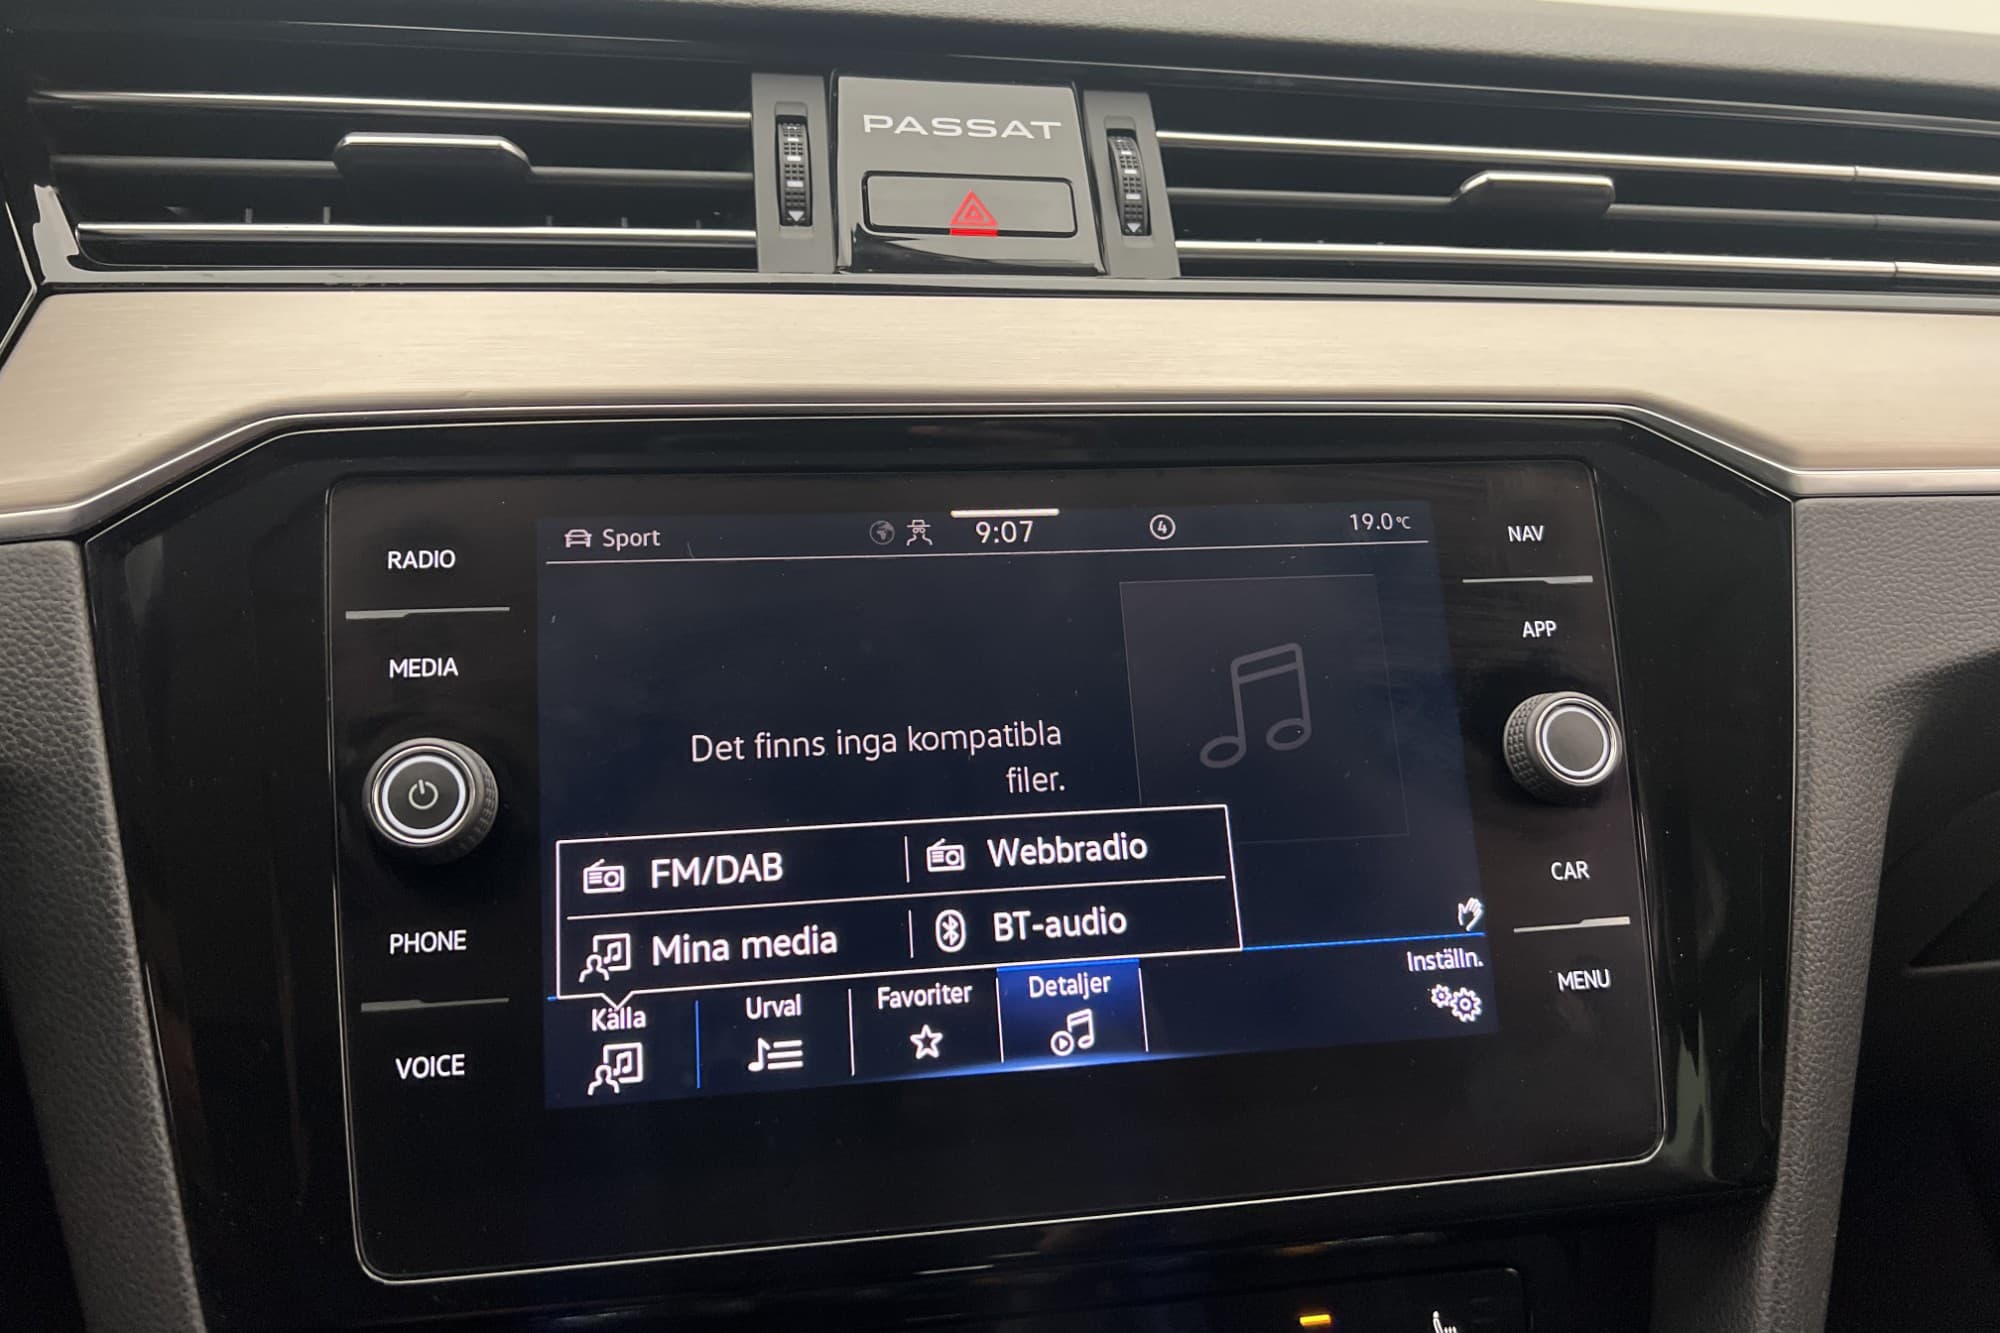 PASSAT
Sport 9:07 4 19.0°C
RADIO
MEDIA
PHONE
VOICE
Det finns inga kompatibla
filer.
FM/DAB Webbradio
Mina media BT-audio
Källa Urval Favoriter Detaljer Inställn.
NAV
APP
CAR
MENU